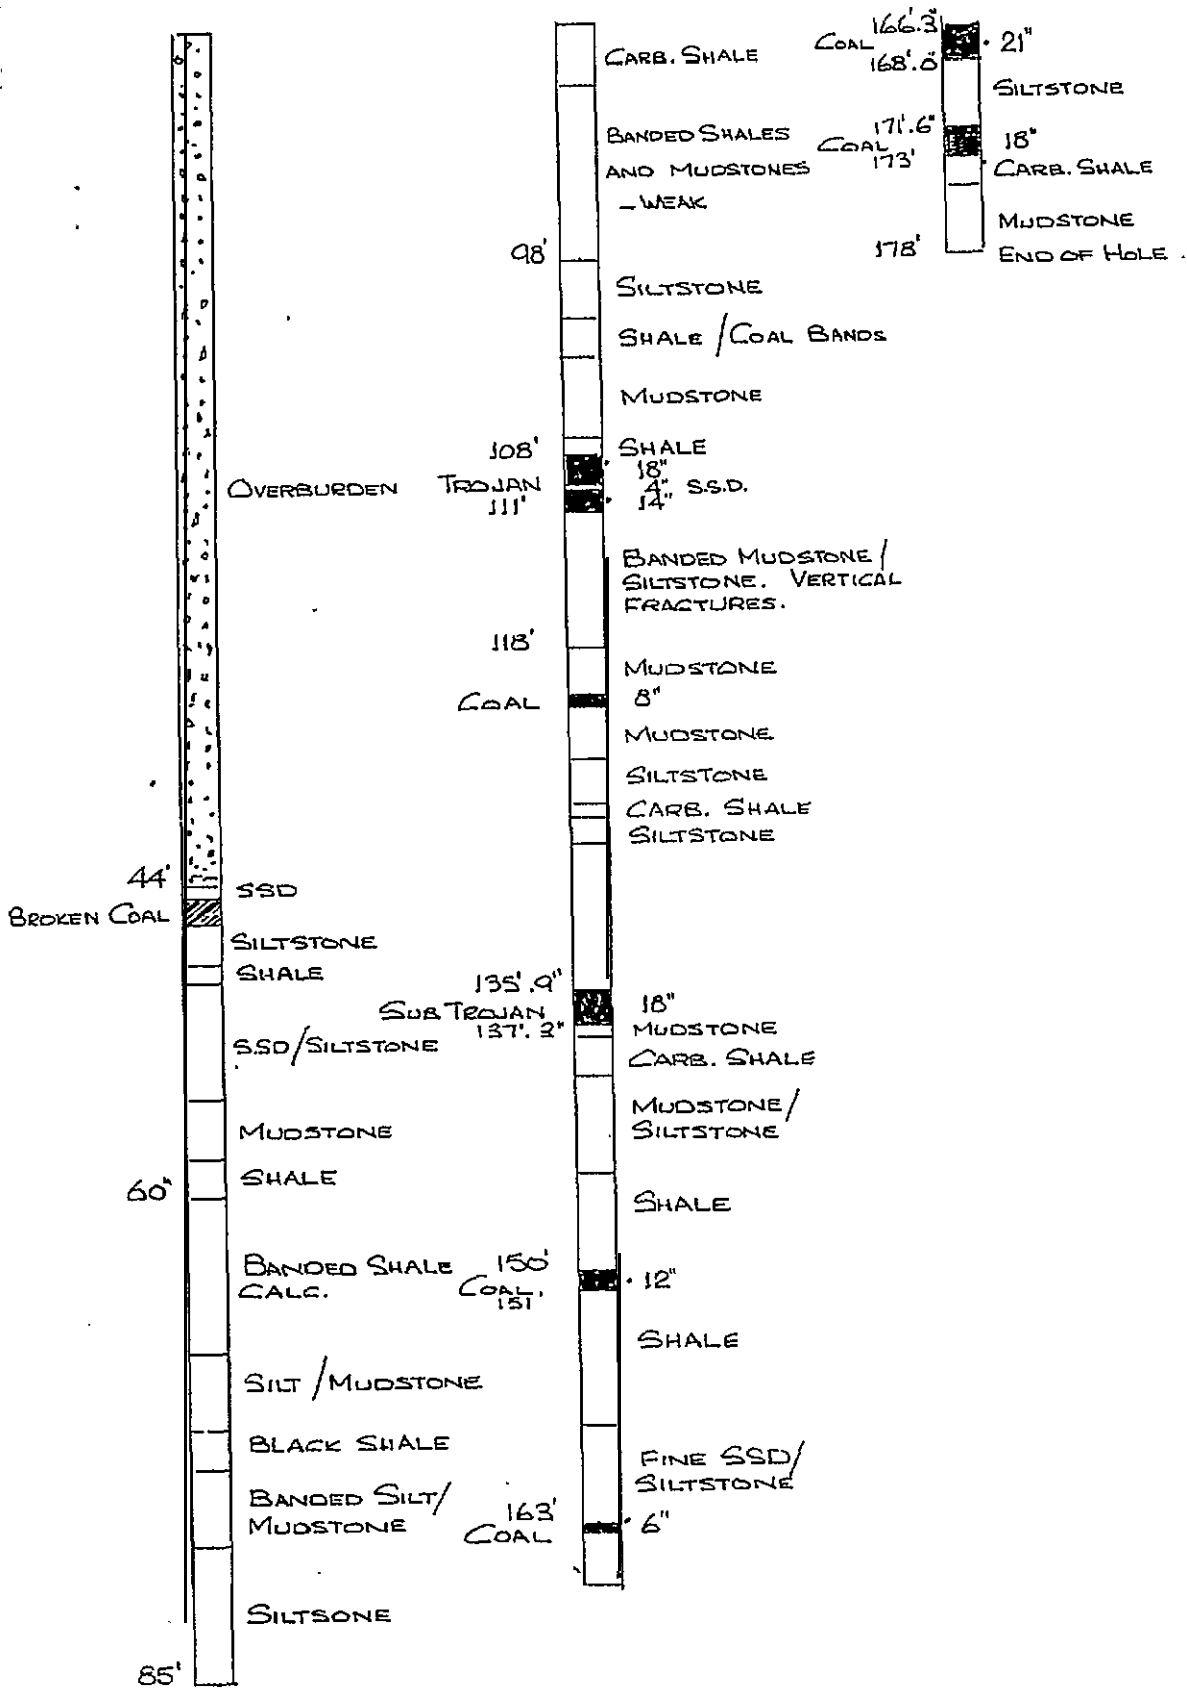 OVERBURDEN
44'
SSD
BROKEN COAL
SILTSTONE
SHALE
S.SD/SILTSTONE
MUDSTONE
SHALE
60"
BANDED SHALE
CALC.
SILT / MUDSTONE
BLACK SHALE
BANDED SILT/
MUDSTONE
SILTSONE
85'
CARB. SHALE
BANDED SHALES
AND MUDSTONES
- WEAK
98'
SILTSTONE
SHALE / COAL BANDS
MUDSTONE
SHALE
108'
18"
TROJAN
4" S.S.D.
111'
14"
BANDED MUDSTONE /
SILTSTONE. VERTICAL
FRACTURES.
118'
MUDSTONE
COAL 8"
MUDSTONE
SILTSTONE
CARB. SHALE
SILTSTONE
135'.9"
SUB TROJAN 18"
137'.3"
MUDSTONE
CARB. SHALE
MUDSTONE/
SILTSTONE
SHALE
150'
COAL. 12"
151
SHALE
FINE SSD/
SILTSTONE
163' 6"
COAL
166'.3"
COAL 21"
168'.0"
SILTSTONE
171'.6"
COAL 18"
173'
CARB. SHALE
MUDSTONE
178' END OF HOLE.